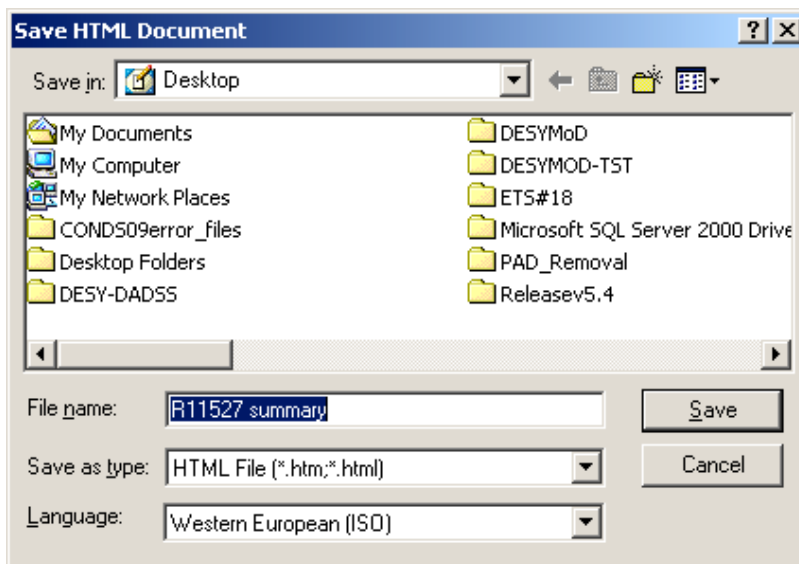 Save HTML Document
Save in: Desktop
My Documents
My Computer
My Network Places
CONDS09error_files
Desktop Folders
DESY-DADSS
DESYMoD
DESYMOD-TST
ETS#18
Microsoft SQL Server 2000 Drive
PAD_Removal
Releasev5.4
File name: R11527 summary
Save
Save as type: HTML File (*.htm;*.html)
Cancel
Language: Western European (ISO)